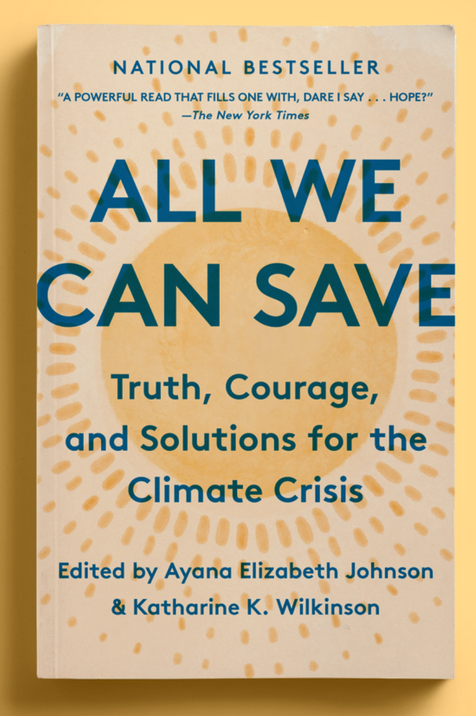 NATIONAL BESTSELLER
“A POWERFUL READ THAT FILLS ONE WITH, DARE I SAY . . . HOPE?”
—The New York Times
ALL WE
CAN SAVE
Truth, Courage,
and Solutions for the
Climate Crisis
Edited by Ayana Elizabeth Johnson
& Katharine K. Wilkinson